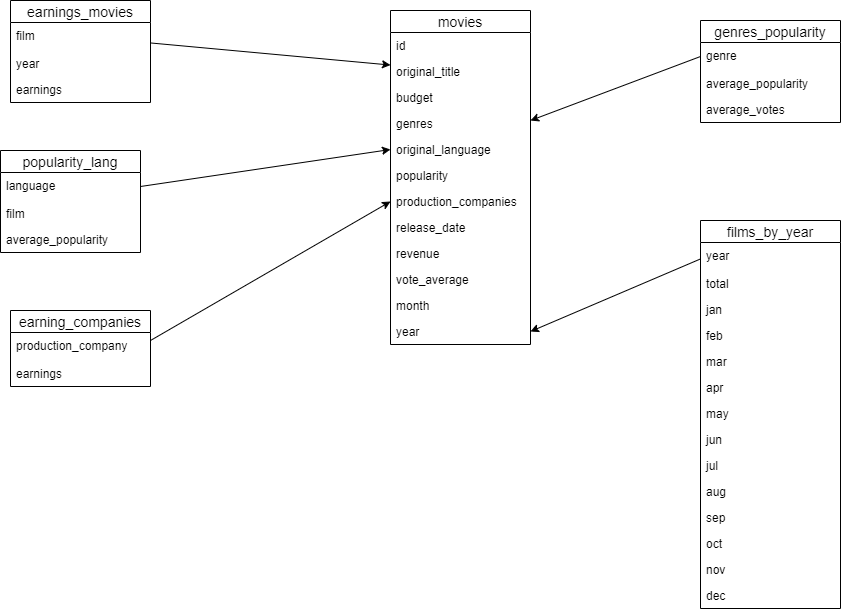 earnings_movies
film
year
earnings
popularity_lang
language
film
average_popularity
earning_companies
production_company
earnings
movies
id
original_title
budget
genres
original_language
popularity
production_companies
release_date
revenue
vote_average
month
year
genres_popularity
genre
average_popularity
average_votes
films_by_year
year
total
jan
feb
mar
apr
may
jun
jul
aug
sep
oct
nov
dec